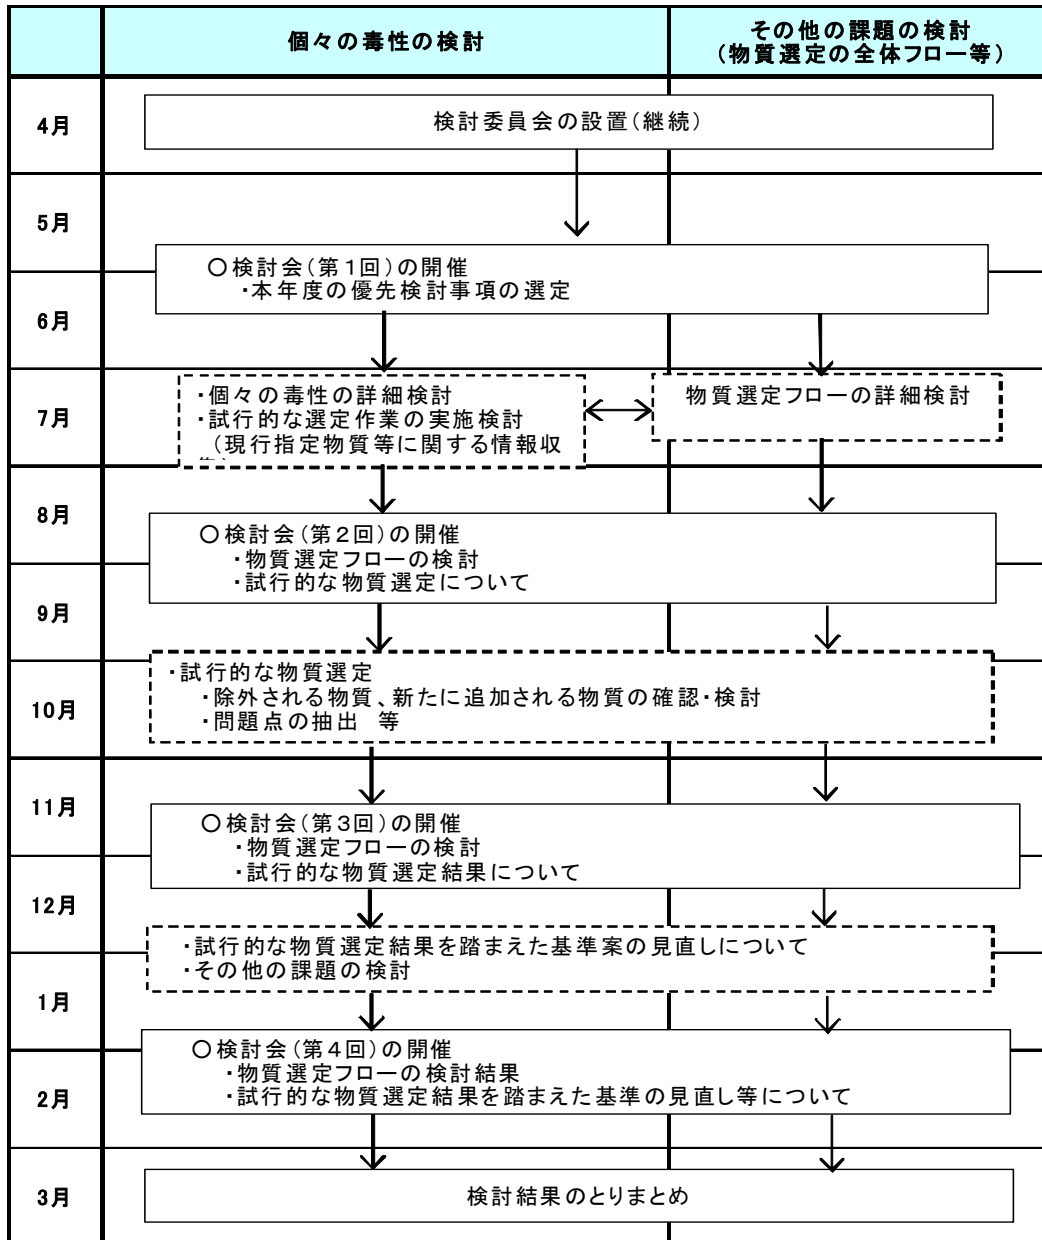 個々の毒性の検討
その他の課題の検討
(物質選定の全体フロー等)
4月
検討委員会の設置(継続)
5月
○検討会(第1回)の開催
・本年度の優先検討事項の選定
6月
7月
・個々の毒性の詳細検討
・試行的な選定作業の実施検討
(現行指定物質等に関する情報収
物質選定フローの詳細検討
8月
○検討会(第2回)の開催
・物質選定フローの検討
・試行的な物質選定について
9月
・試行的な物質選定
・除外される物質、新たに追加される物質の確認・検討
・問題点の抽出 等
10月
11月
○検討会(第3回)の開催
・物質選定フローの検討
・試行的な物質選定結果について
12月
・試行的な物質選定結果を踏まえた基準案の見直しについて
・その他の課題の検討
1月
○検討会(第4回)の開催
・物質選定フローの検討結果
・試行的な物質選定結果を踏まえた基準の見直し等について
2月
3月
検討結果のとりまとめ